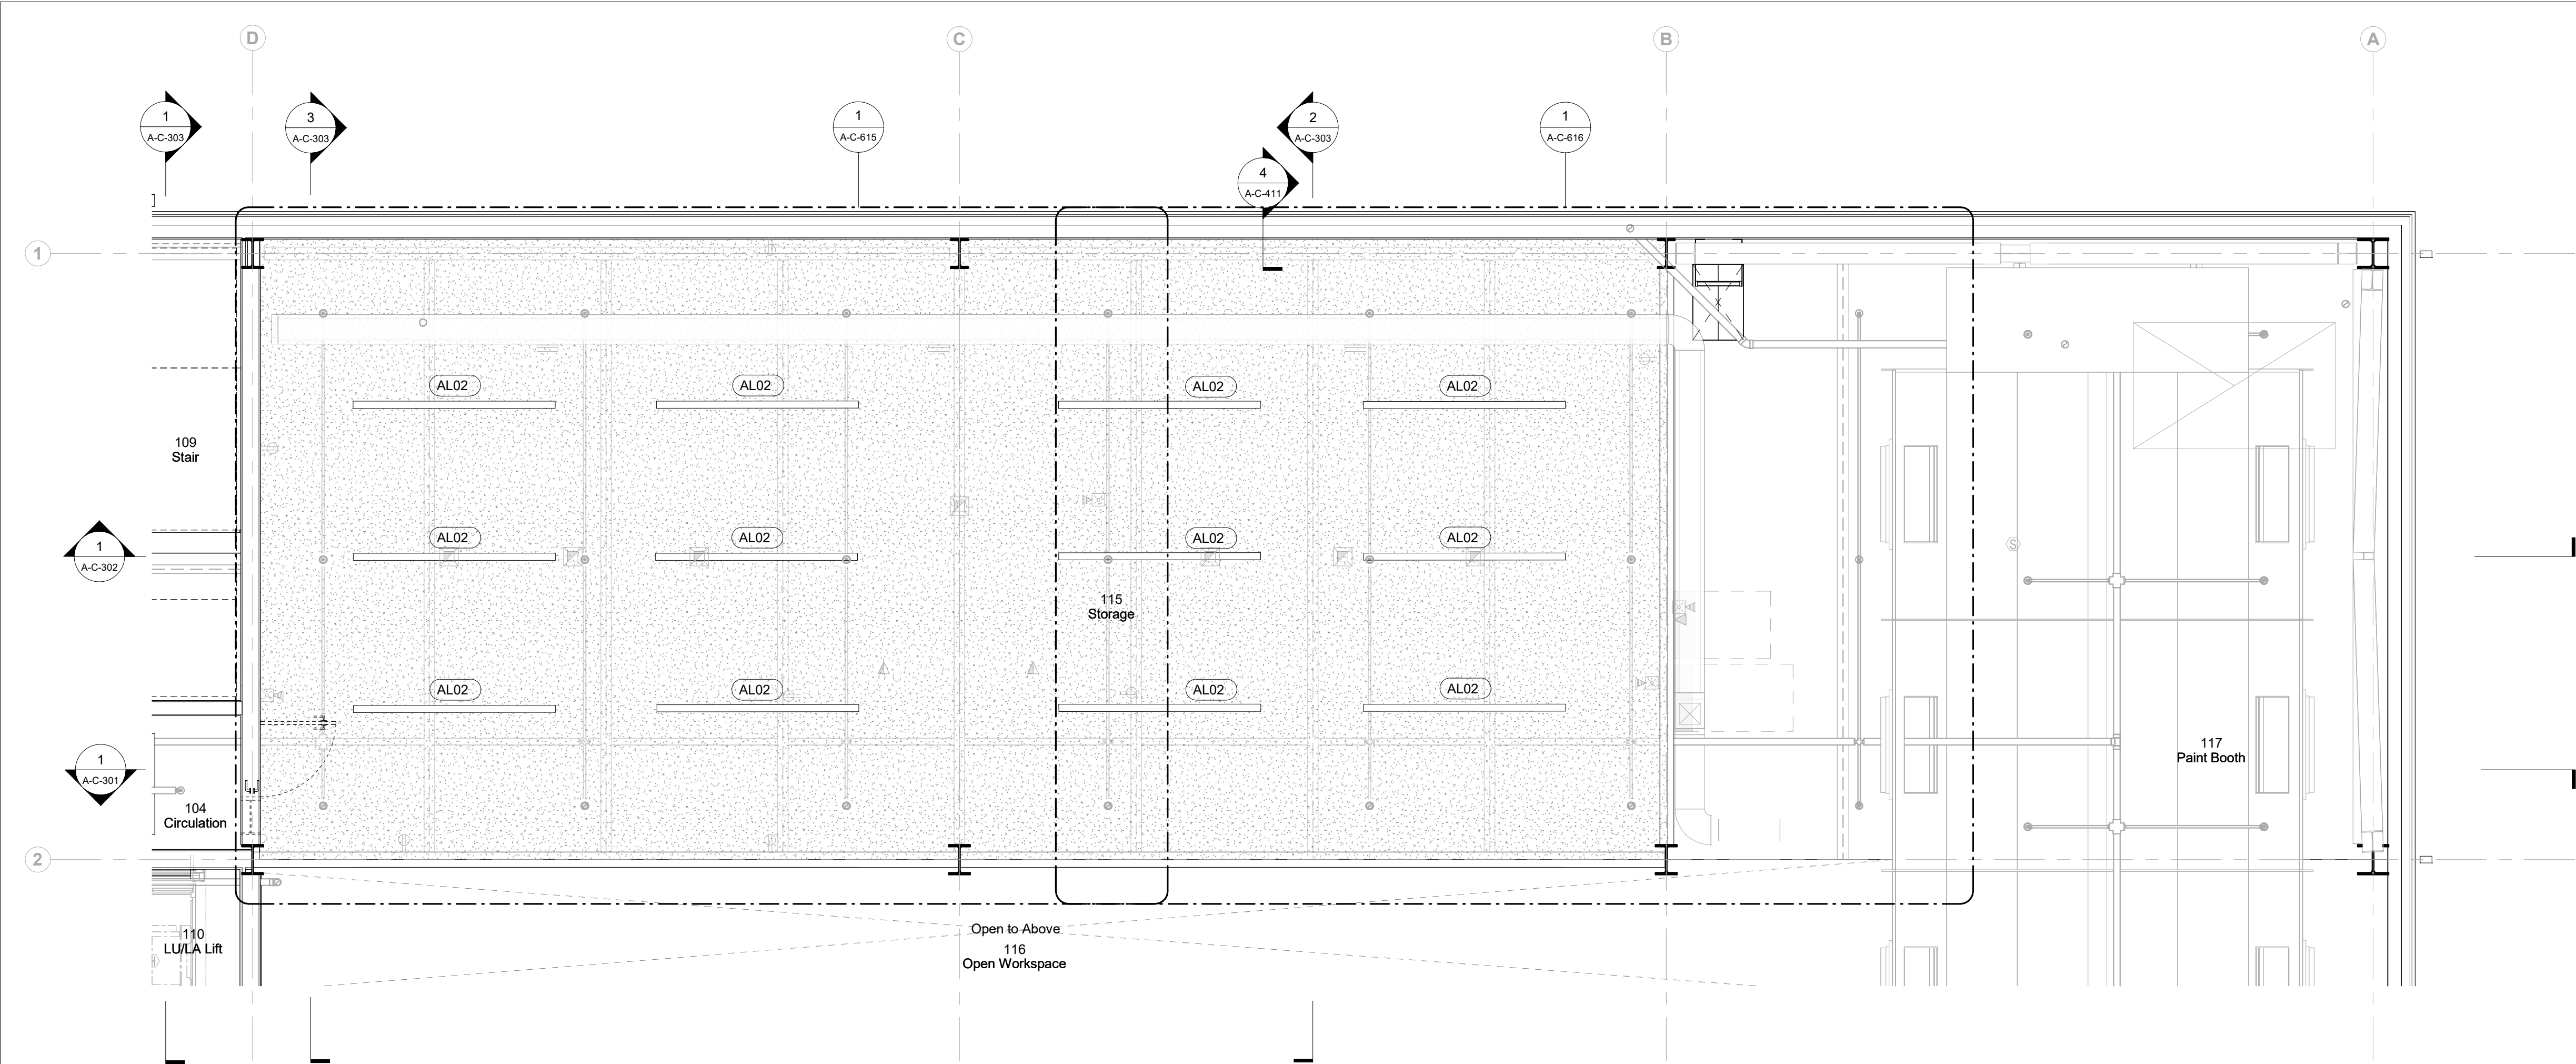 D
C
B
A
1
A-C-303
3
A-C-303
1
A-C-615
2
A-C-303
1
A-C-616
4
A-C-411
1
AL02
AL02
AL02
AL02
109
Stair
1
A-C-302
AL02
AL02
AL02
AL02
S
115
Storage
AL02
AL02
AL02
AL02
117
Paint Booth
1
A-C-301
104
Circulation
2
110
LU/LA Lift
Open to Above
116
Open Workspace